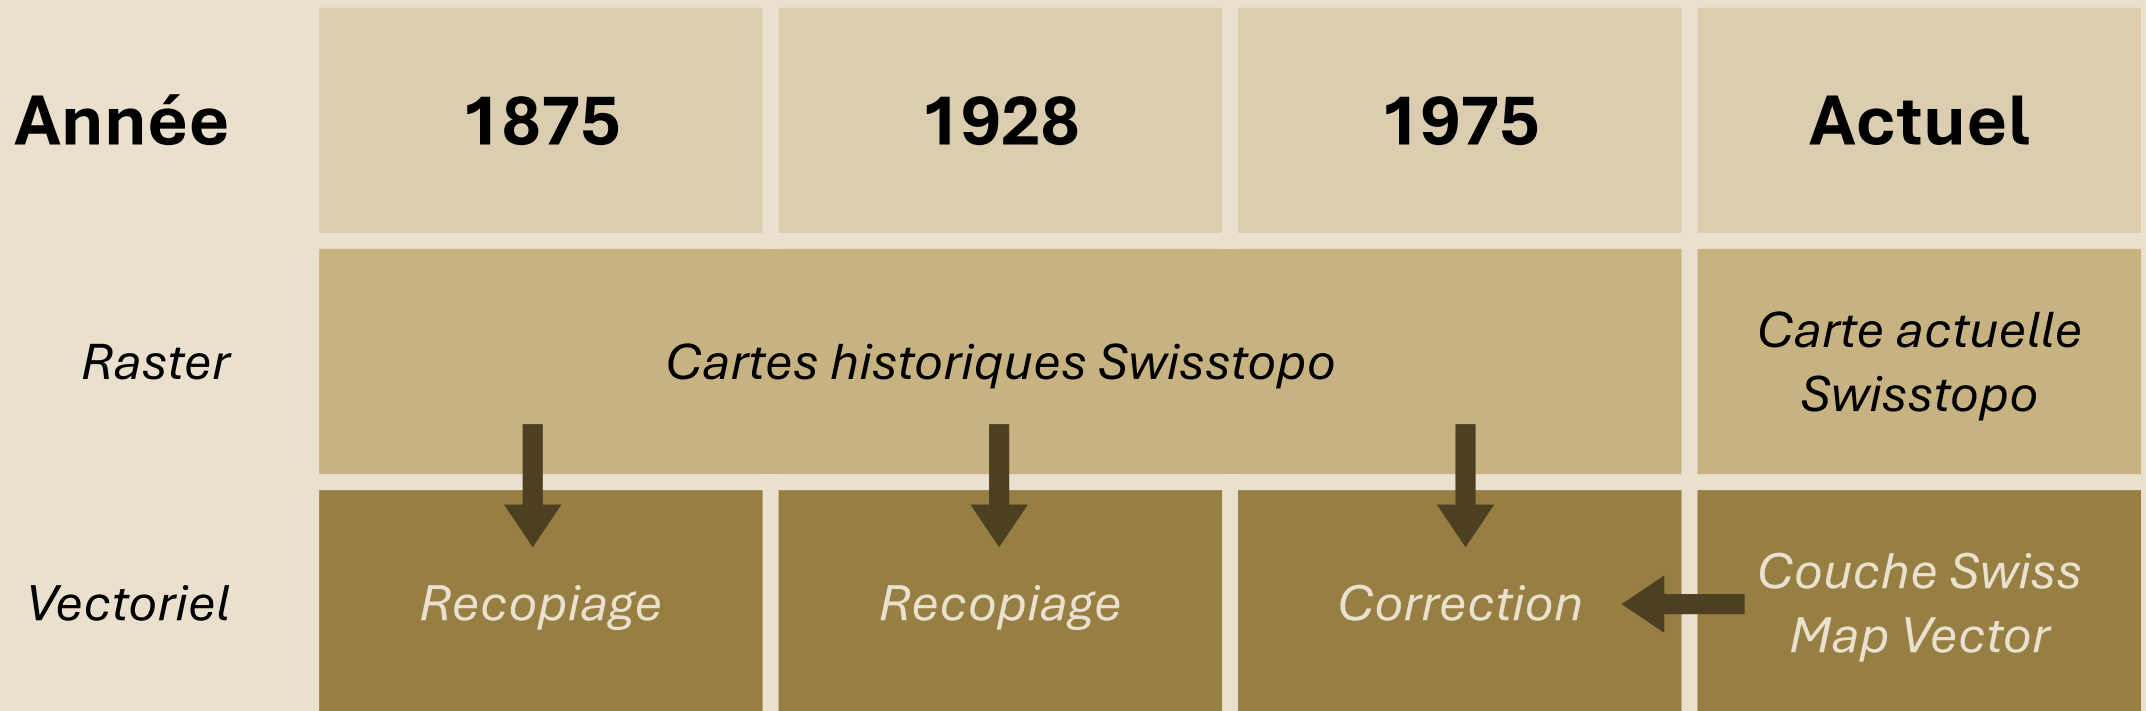 Année 1875 1928 1975 Actuel
Raster Cartes historiques Swisstopo Carte actuelle
Swisstopo
Vectoriel Recopiage Recopiage Correction Couche Swiss
Map Vector